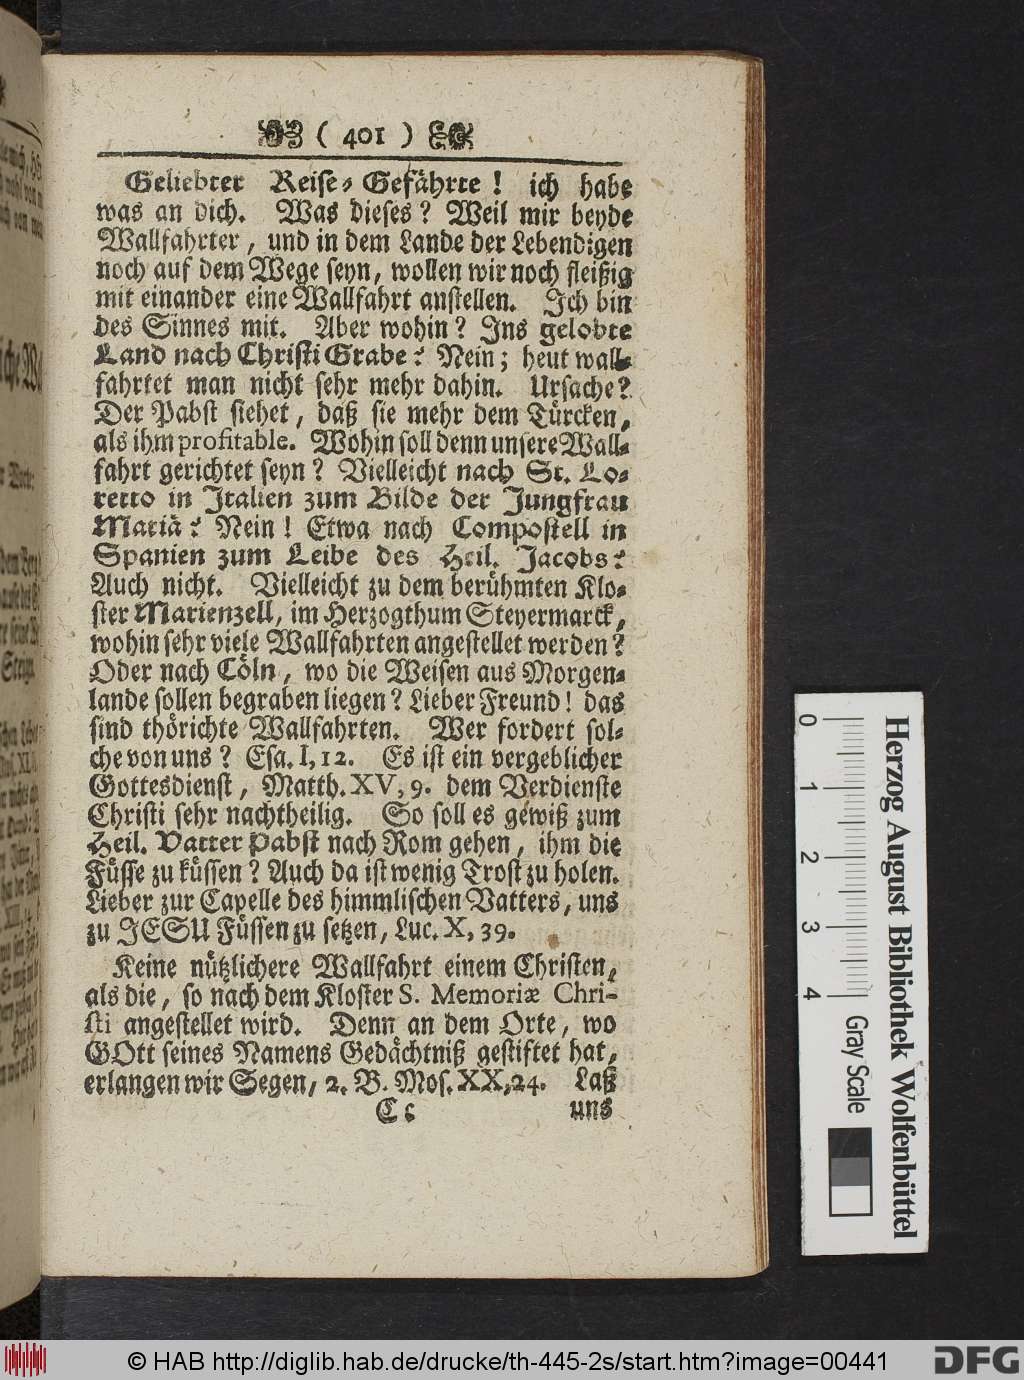 ( 401 )
Geliebter Reise-Gefährte! ich habe
was an dich. Was dieses? Weil mir beyde
Wallfahrter, und in dem Lande der Lebendigen
noch auf dem Wege seyn, wollen wir noch fleißig
mit einander eine Wallfahrt anstellen. Ich bin
des Sinnes mit. Aber wohin? Ins gelobte
Land nach Christi Grabe? Nein; heut wall-
fahrtet man nicht sehr mehr dahin. Ursache?
Der Pabst siehet, daß sie mehr dem Türcken,
als ihm profitable. Wohin soll denn unsere Wall-
fahrt gerichtet seyn? Vielleicht nach St. Lo-
retto in Italien zum Bilde der Jungfrau
Mariä? Nein! Etwa nach Compostell in
Spanien zum Leibe des Heil. Jacobs?
Auch nicht. Vielleicht zu dem berühmten Klo-
ster Marienzell, im Herzogthum Steyermarck,
wohin sehr viele Wallfahrten angestellet werden?
Oder nach Cöln, wo die Weisen aus Morgen-
lande sollen begraben liegen? Lieber Freund! das
sind thörichte Wallfahrten. Wer fordert sol-
che von uns? Esa. I, 12. Es ist ein vergeblicher
Gottesdienst, Matth. XV, 9. dem Verdienste
Christi sehr nachtheilig. So soll es gewiß zum
Heil. Vatter Pabst nach Rom gehen, ihm die
Füsse zu küssen? Auch da ist wenig Trost zu holen.
Lieber zur Capelle des himmlischen Vatters, uns
zu JESU Füssen zu setzen, Luc. X, 39.
Keine nützlichere Wallfahrt einem Christen,
als die, so nach dem Kloster S. Memoriæ Chri-
sti angestellet wird. Denn an dem Orte, wo
GOtt seines Namens Gedächtniß gestiftet hat,
erlangen wir Segen, 2. B. Mos. XX, 24. Laß
Cc uns
0 1 2 3 4
Herzog August Bibliothek Wolfenbüttel
Gray Scale
© HAB http://diglib.hab.de/drucke/th-445-2s/start.htm?image=00441
DFG